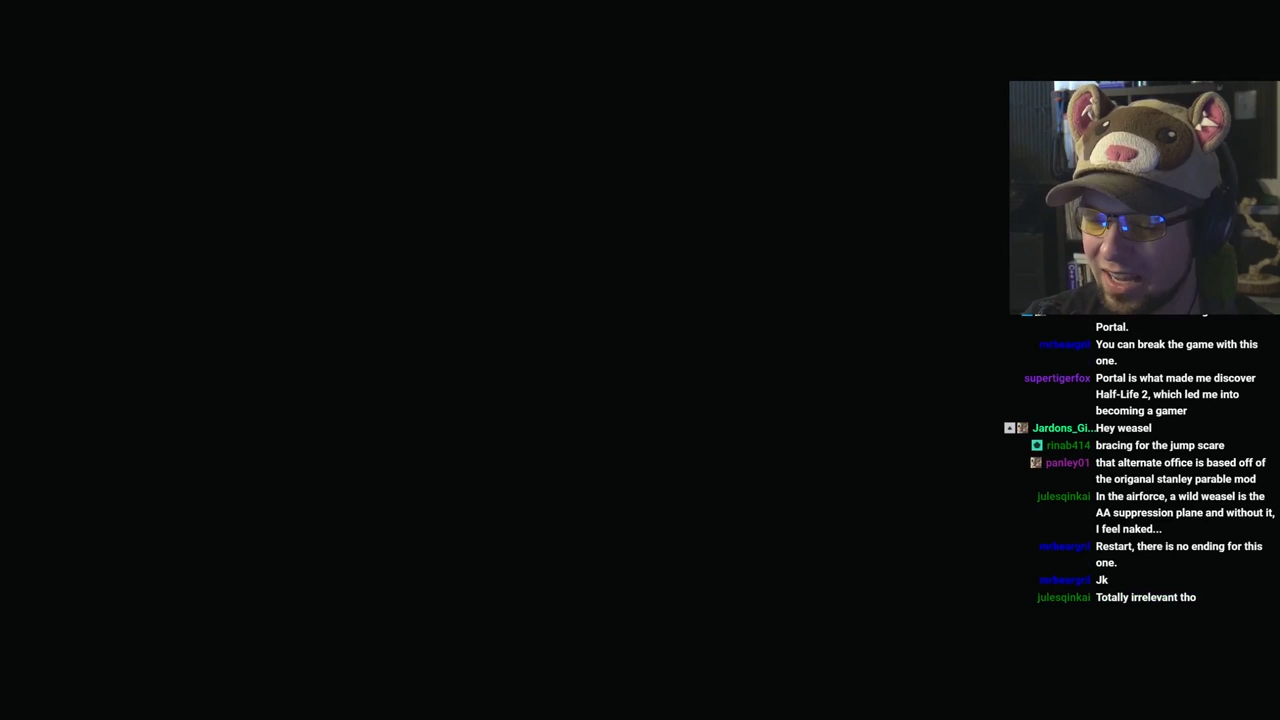 Portal.
mrbeargril You can break the game with this
one.
supertigerfox Portal is what made me discover
Half-Life 2, which led me into
becoming a gamer
Jardons_Gi... Hey weasel
rinab414 bracing for the jump scare
panley01 that alternate office is based off of
the origanal stanley parable mod
julesqinkai In the airforce, a wild weasel is the
AA suppression plane and without it,
I feel naked...
Restart, there is no ending for this
one.
Jk
julesqinkai Totally irrelevant tho